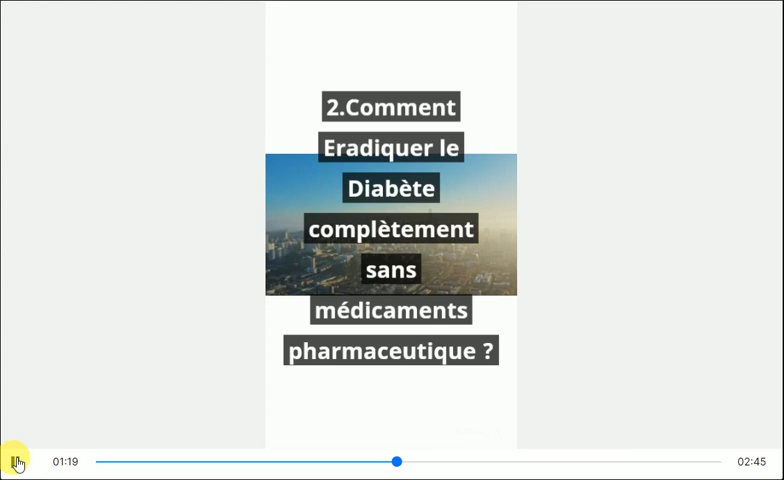 2.Comment
Eradiquer le
Diabète
complètement
sans
médicaments
pharmaceutique ?
01:19
02:45